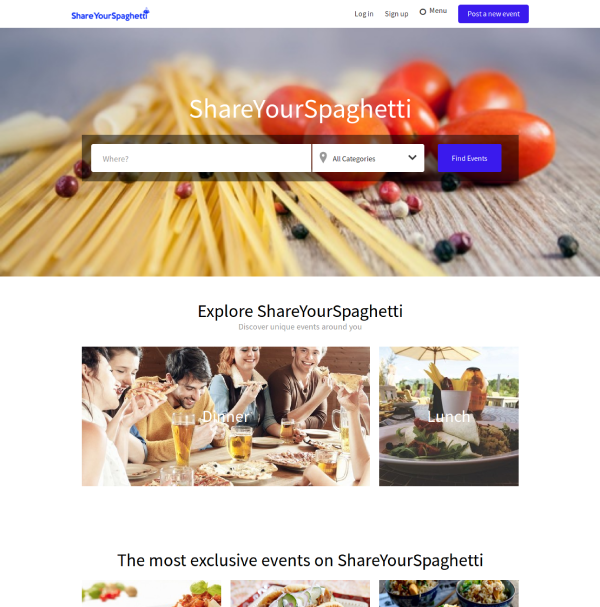 ShareYourSpaghetti
Log in
Sign up
Menu
Post a new event
ShareYourSpaghetti
Where?
All Categories
Find Events
Explore ShareYourSpaghetti
Discover unique events around you
Dinner
Lunch
The most exclusive events on ShareYourSpaghetti